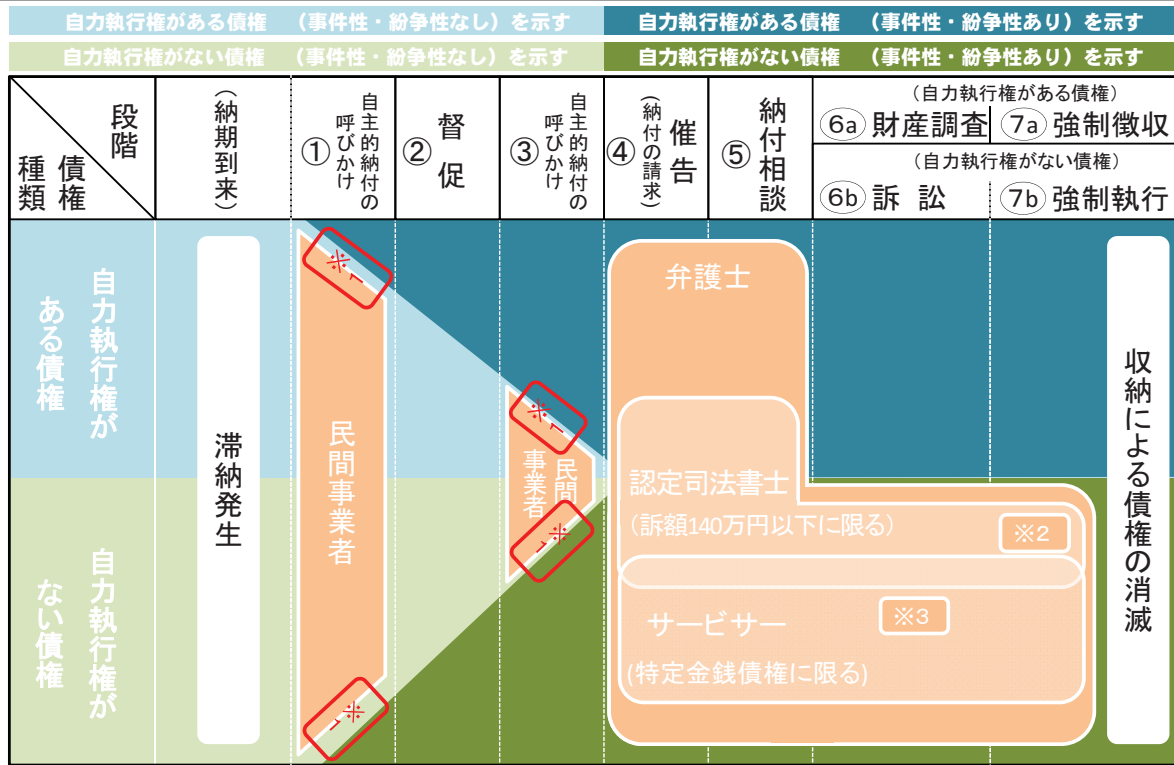 自力執行権がある債権　（事件性・紛争性なし）を示す
自力執行権がある債権　（事件性・紛争性あり）を示す
自力執行権がない債権　（事件性・紛争性なし）を示す
自力執行権がない債権　（事件性・紛争性あり）を示す
段階
債権
種類
（納期到来）
①自主的納付の
呼びかけ
②督促
③自主的納付の
呼びかけ
④催告
（納付の請求）
⑤納付相談
（自力執行権がある債権）
6a 財産調査
7a 強制徴収
（自力執行権がない債権）
6b 訴訟
7b 強制執行
自力執行権が
ある債権
自力執行権が
ない債権
滞納発生
民間事業者
※1
※1
民間
事業者
※1
※1
弁護士
認定司法書士
（訴額140万円以下に限る）
※2
サービサー
※3
(特定金銭債権に限る)
収納による債権の消滅